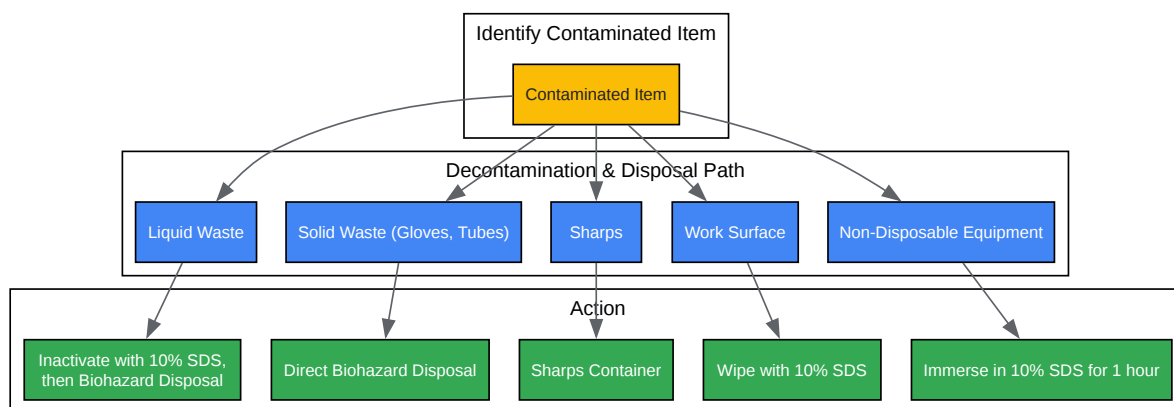 Identify Contaminated Item
Contaminated Item
Decontamination & Disposal Path
Liquid Waste
Solid Waste (Gloves, Tubes)
Sharps
Work Surface
Non-Disposable Equipment
Action
Inactivate with 10% SDS,
then Biohazard Disposal
Direct Biohazard Disposal
Sharps Container
Wipe with 10% SDS
Immerse in 10% SDS for 1 hour